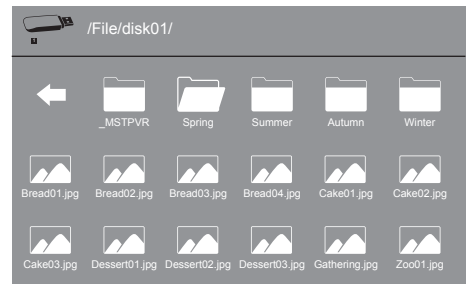 /File/disk01/
_MSTPVR Spring Summer Autumn Winter
Bread01.jpg Bread02.jpg Bread03.jpg Bread04.jpg Cake01.jpg Cake02.jpg
Cake03.jpg Dessert01.jpg Dessert02.jpg Dessert03.jpg Gathering.jpg Zoo01.jpg